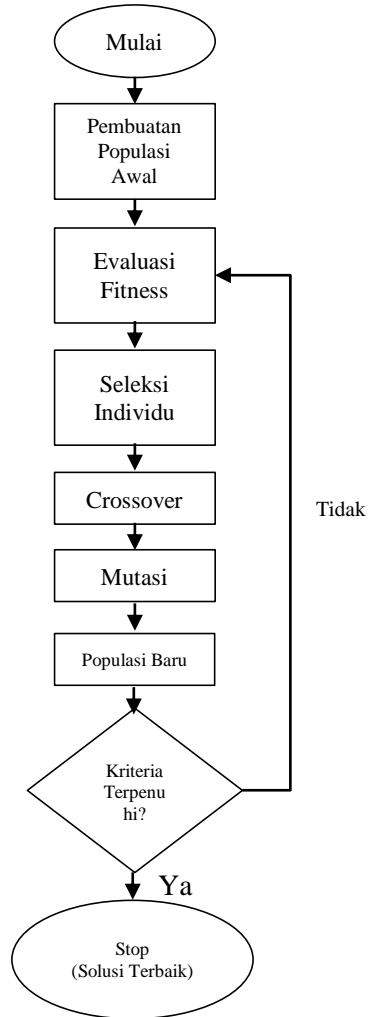 Mulai
Pembuatan
Populasi
Awal
Evaluasi
Fitness
Seleksi
Individu
Crossover
Tidak
Mutasi
Populasi Baru
Kriteria
Terpenu
hi?
Ya
Stop
(Solusi Terbaik)